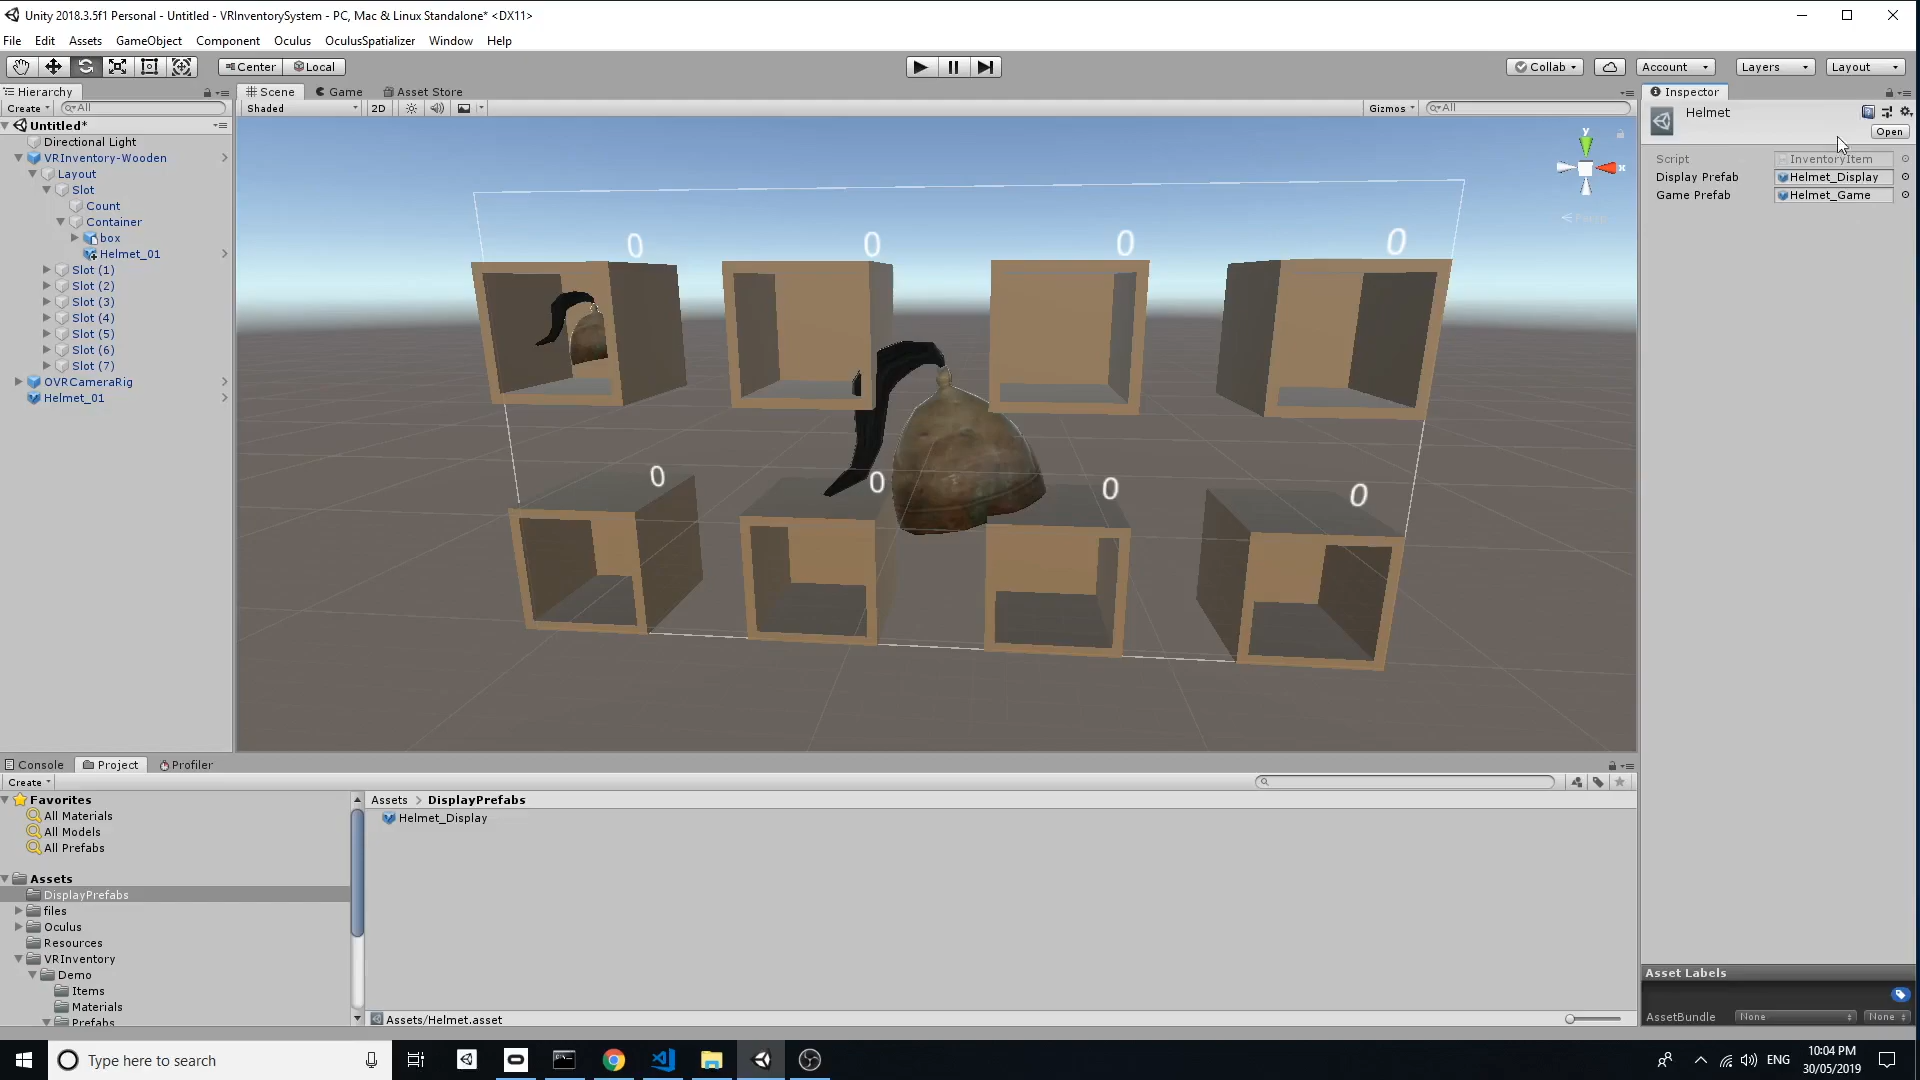 Unity 2018.3.5f1 Personal - Untitled - VRInventorySystem - PC, Mac & Linux Standalone* <DX11>
File Edit Assets GameObject Component Oculus OculusSpatializer Window Help
Center Local Collab Account Layers Layout
Hierarchy
Create All
Untitled*
Directional Light
VRInventory-Wooden
Layout
Slot
Count
Container
box
Helmet_01
Slot (1)
Slot (2)
Slot (3)
Slot (4)
Slot (5)
Slot (6)
Slot (7)
OVRCameraRig
Helmet_01
Scene Game Asset Store
Shaded 2D Gizmos All
y
x
Persp
0 0 0 0
0 0 0 0
Inspector
Helmet
Open
Script InventoryItem
Display Prefab Helmet_Display
Game Prefab Helmet_Game
Console Project Profiler
Create
Favorites
All Materials
All Models
All Prefabs
Assets
DisplayPrefabs
files
Oculus
Resources
VRInventory
Demo
Items
Materials
Prefabs
Assets > DisplayPrefabs
Helmet_Display
Assets/Helmet.asset
Asset Labels
AssetBundle None None
Type here to search
ENG
10:04 PM
30/05/2019